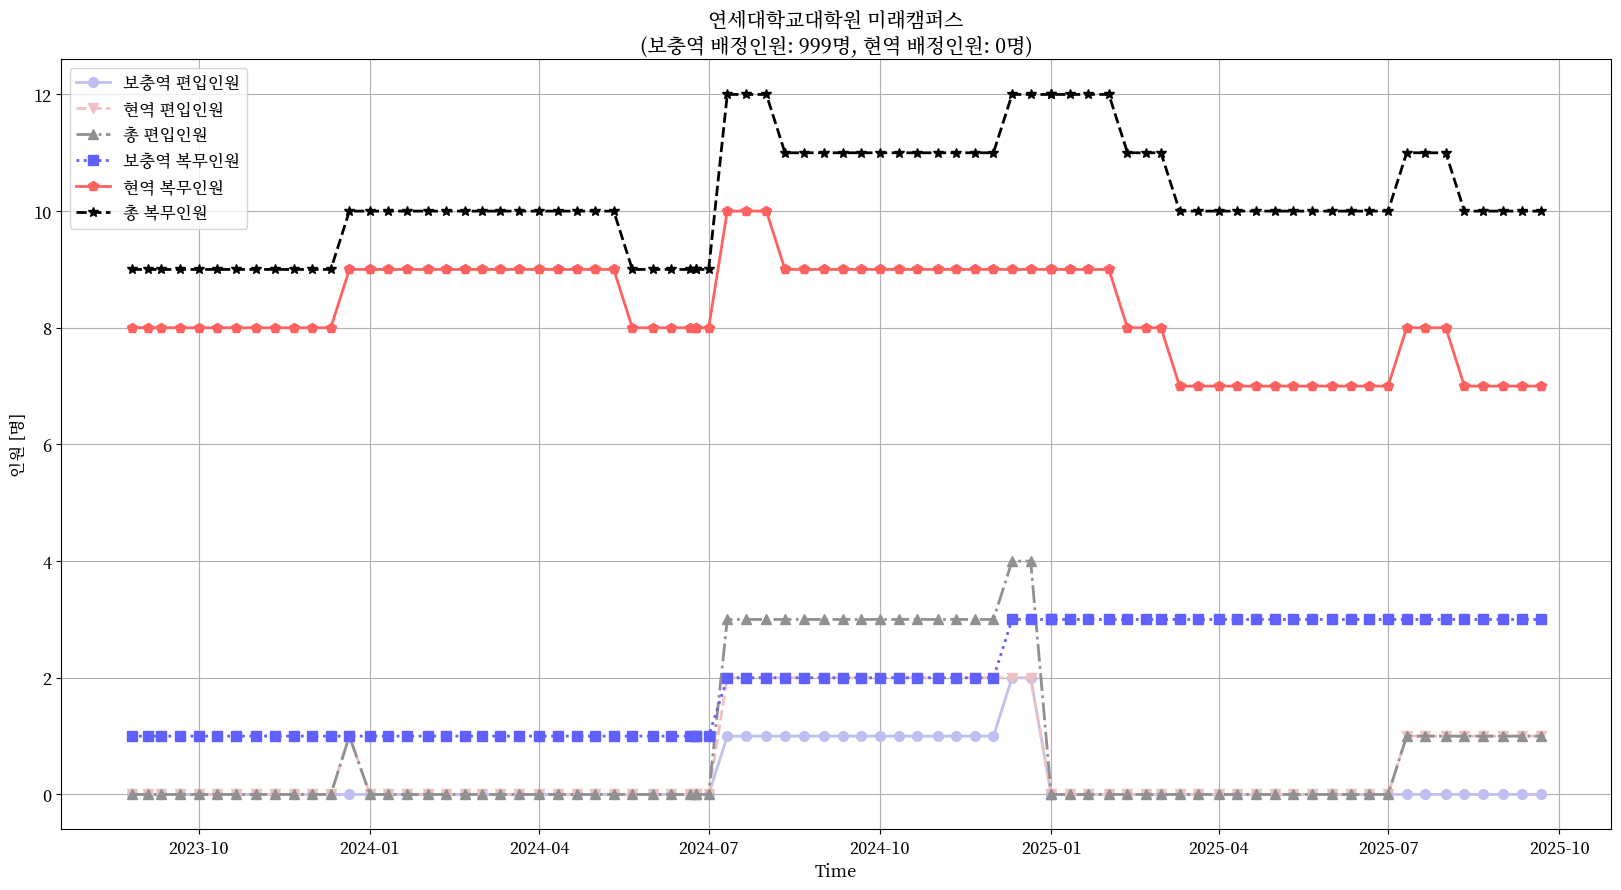 연세대학교대학원 미래캠퍼스
(보충역 배정인원: 999명, 현역 배정인원: 0명)
보충역 편입인원
현역 편입인원
총 편입인원
보충역 복무인원
현역 복무인원
총 복무인원
12
10
8
6
4
2
0
인원 [명]
2023-10
2024-01
2024-04
2024-07
2024-10
2025-01
2025-04
2025-07
2025-10
Time